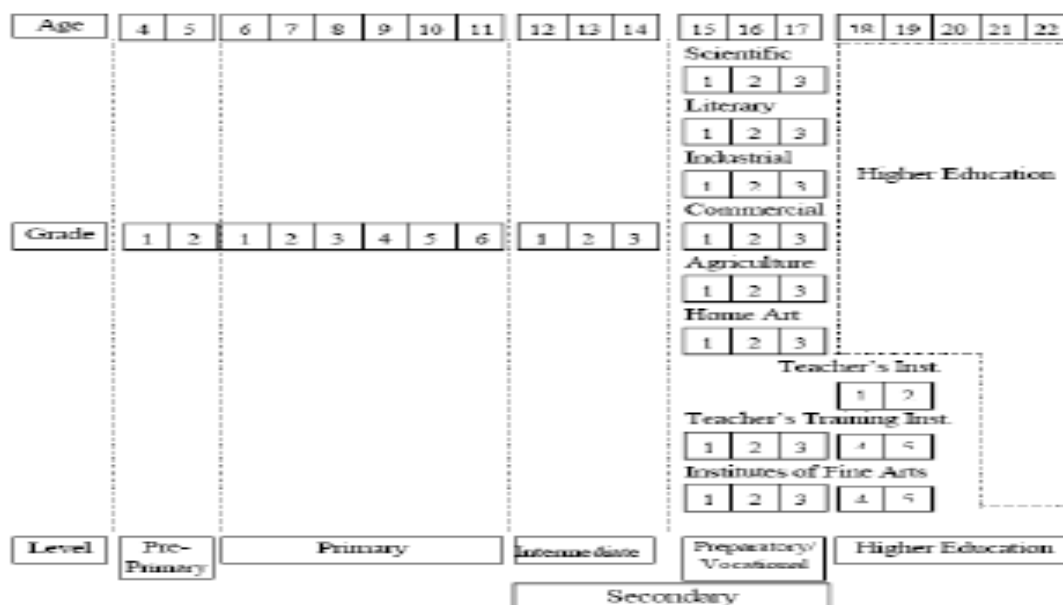 Age 4 5 6 7 8 9 10 11 12 13 14 15 16 17 18 19 20 21 22
Scientific
1 2 3
Literary
1 2 3
Industrial
1 2 3
Higher Education
Commercial
Grade 1 2 1 2 3 4 5 6 1 2 3 1 2 3
Agriculture
1 2 3
Home Art
1 2 3
Teacher's Inst.
1 2
Teacher's Training Inst.
1 2 3 4 5
Institutes of Fine Arts
1 2 3 4 5
Level Pre- Primary Intermediate Preparatory/ Higher Education
Primary Vocational
Secondary